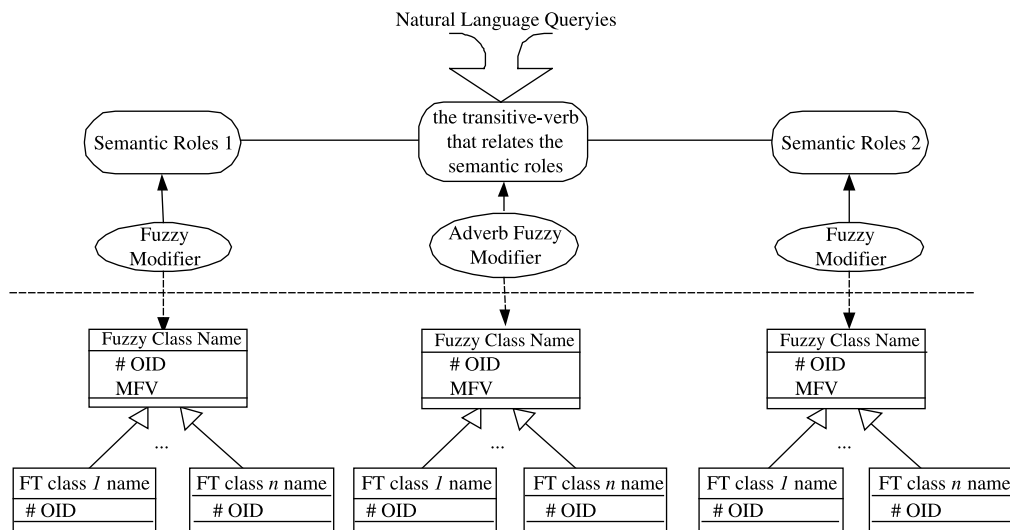 Natural Language Queryies
Semantic Roles 1
the transitive-verb
that relates the
semantic roles
Semantic Roles 2
Fuzzy
Modifier
Adverb Fuzzy
Modifier
Fuzzy
Modifier
Fuzzy Class Name
# OID
MFV
Fuzzy Class Name
# OID
MFV
Fuzzy Class Name
# OID
MFV
...
...
...
FT class 1 name
# OID
FT class n name
# OID
FT class 1 name
# OID
FT class n name
# OID
FT class 1 name
# OID
FT class n name
# OID